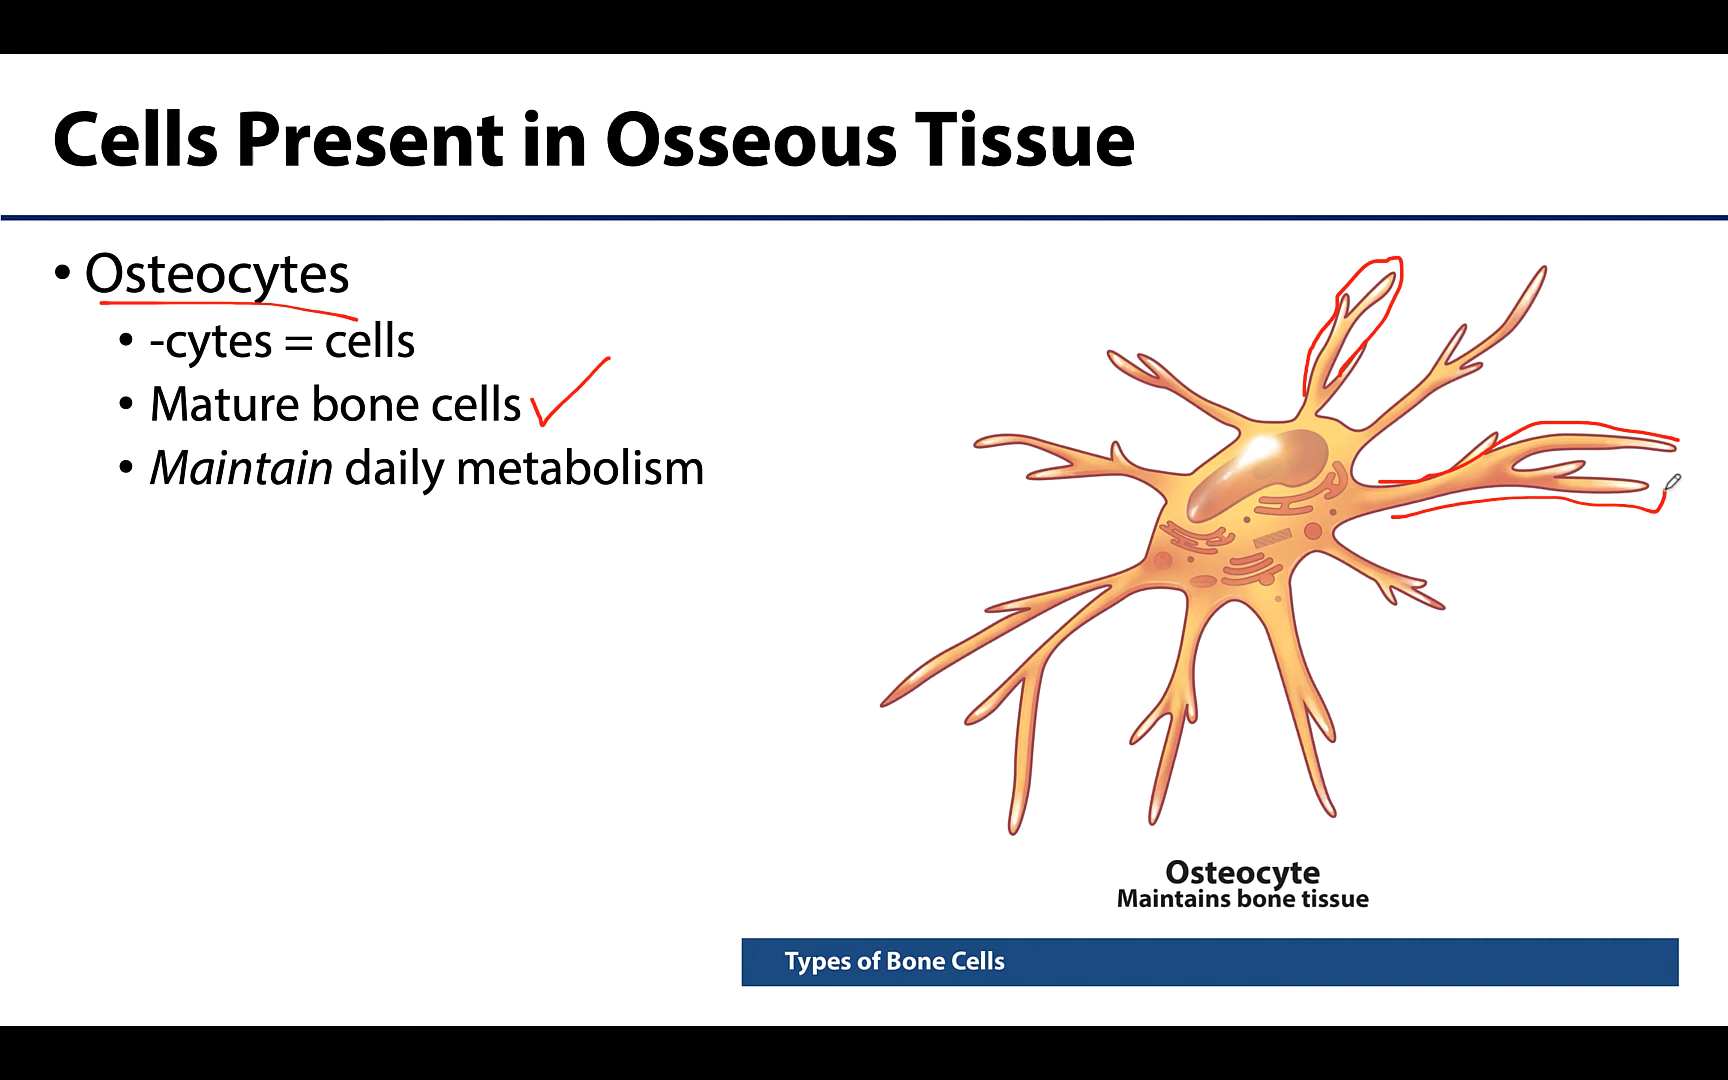 Cells Present in Osseous Tissue
• Osteocytes
• -cytes = cells
• Mature bone cells
• Maintain daily metabolism
Osteocyte
Maintains bone tissue
Types of Bone Cells